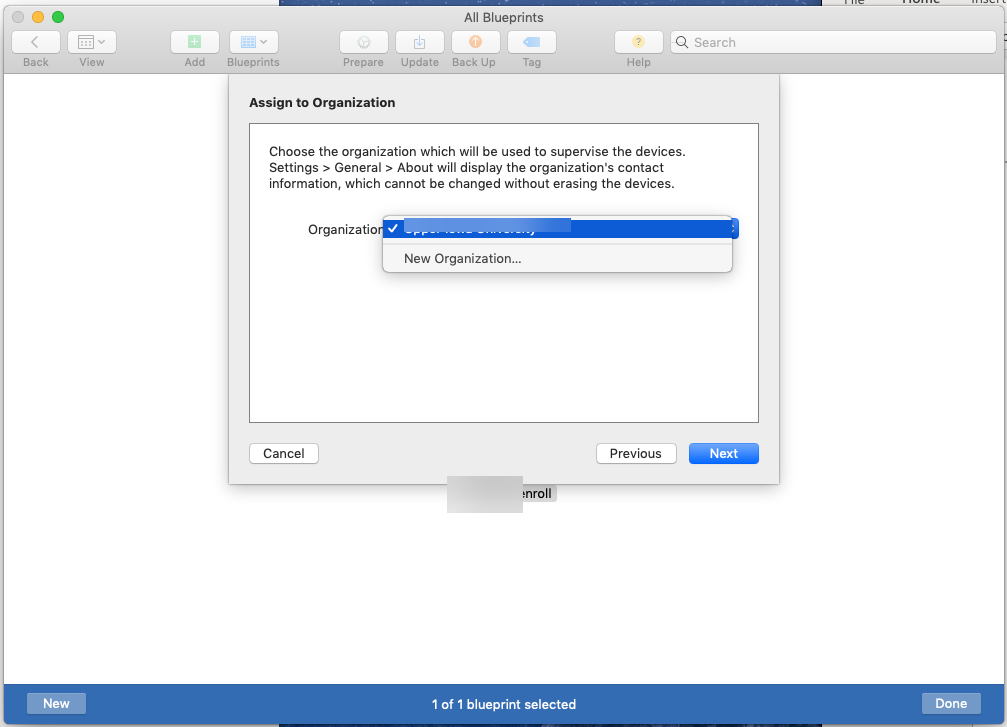 File Home Insert
All Blueprints
Back View Add Blueprints Prepare Update Back Up Tag Help
Search
Assign to Organization
Choose the organization which will be used to supervise the devices.
Settings > General > About will display the organization's contact
information, which cannot be changed without erasing the devices.
Organization
New Organization...
Cancel Previous Next
enroll
New 1 of 1 blueprint selected Done